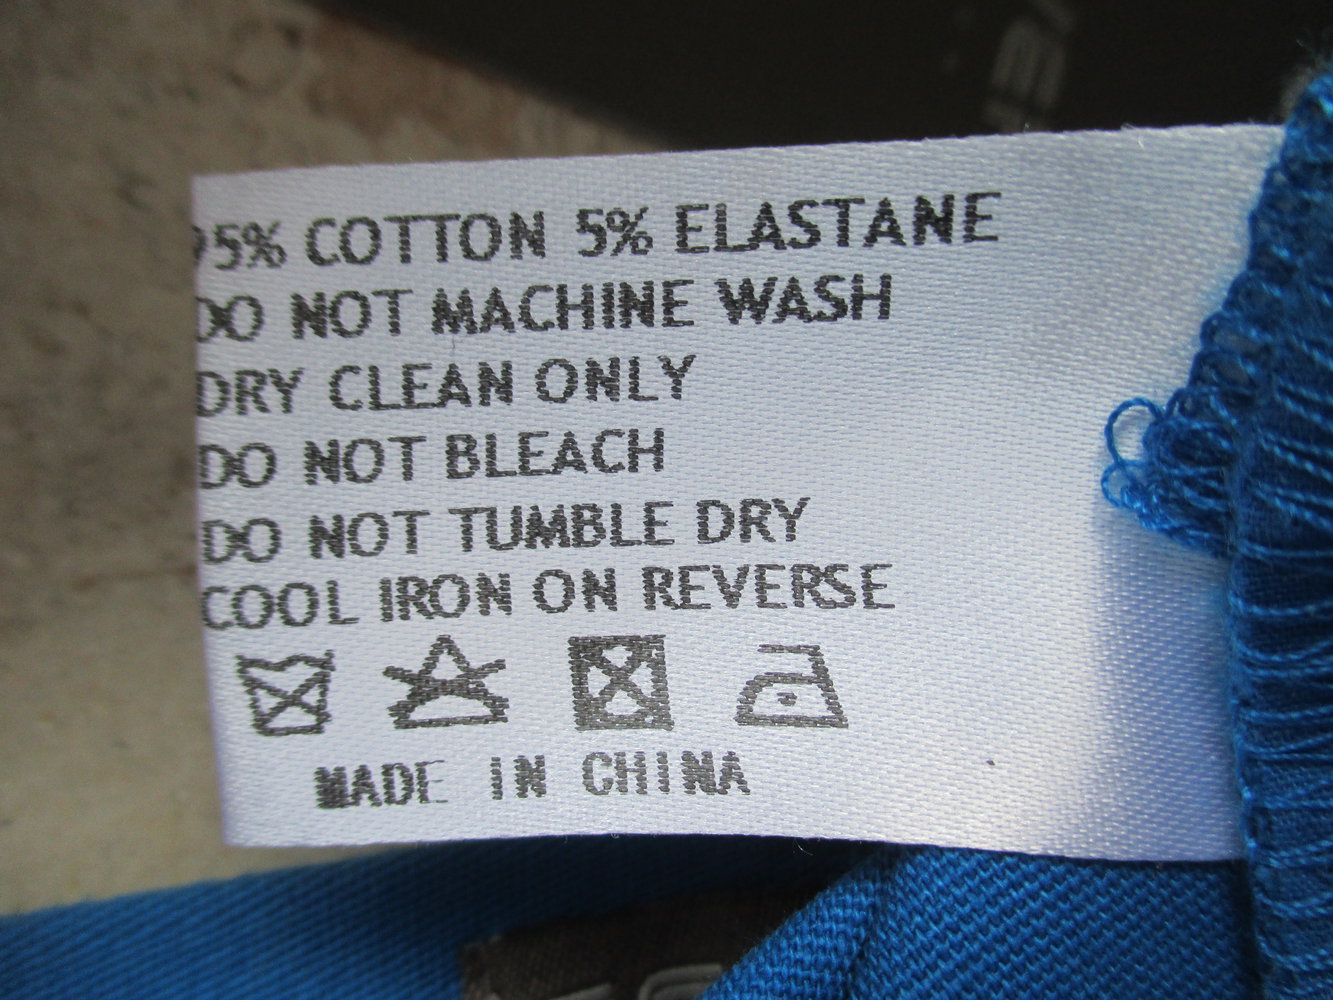 95% COTTON 5% ELASTANE
DO NOT MACHINE WASH
DRY CLEAN ONLY
DO NOT BLEACH
DO NOT TUMBLE DRY
COOL IRON ON REVERSE
MADE IN CHINA